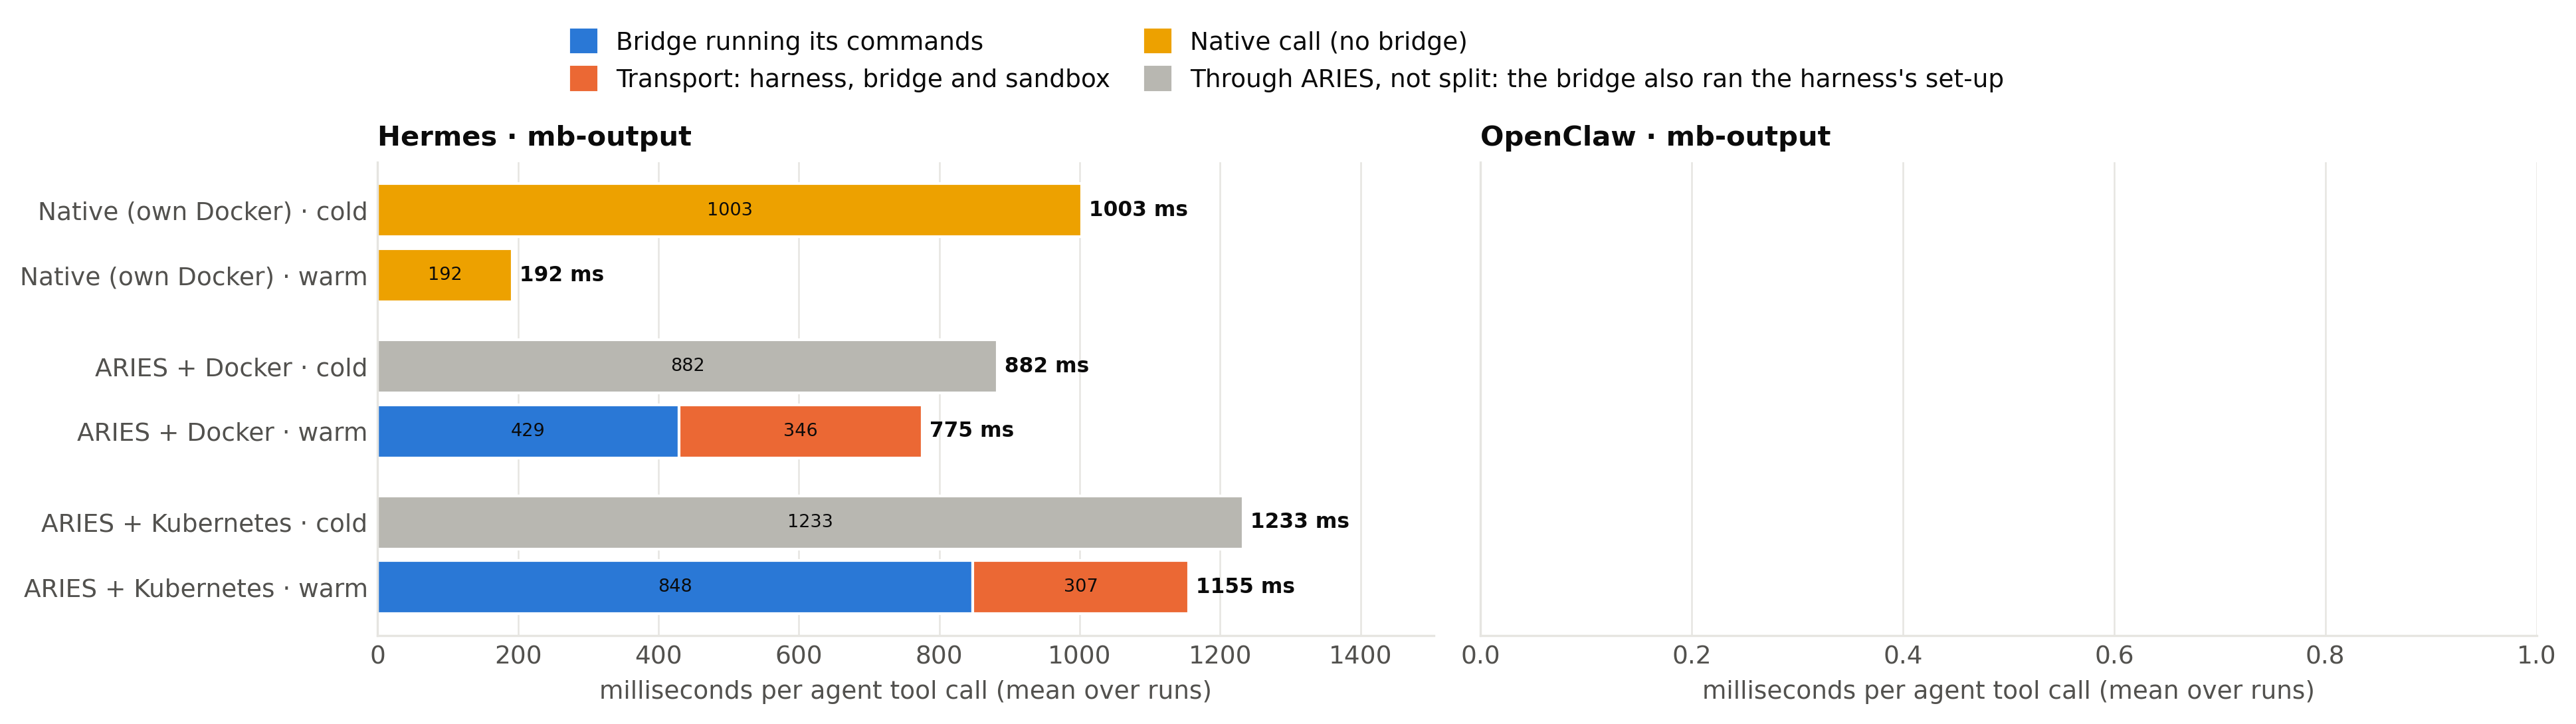 Bridge running its commands
Transport: harness, bridge and sandbox
Native call (no bridge)
Through ARIES, not split: the bridge also ran the harness's set-up
Hermes · mb-output
Native (own Docker) · cold 1003 1003 ms
Native (own Docker) · warm 192 192 ms
ARIES + Docker · cold 882 882 ms
ARIES + Docker · warm 429 346 775 ms
ARIES + Kubernetes · cold 1233 1233 ms
ARIES + Kubernetes · warm 848 307 1155 ms
0 200 400 600 800 1000 1200 1400
milliseconds per agent tool call (mean over runs)
OpenClaw · mb-output
0.0 0.2 0.4 0.6 0.8 1.0
milliseconds per agent tool call (mean over runs)